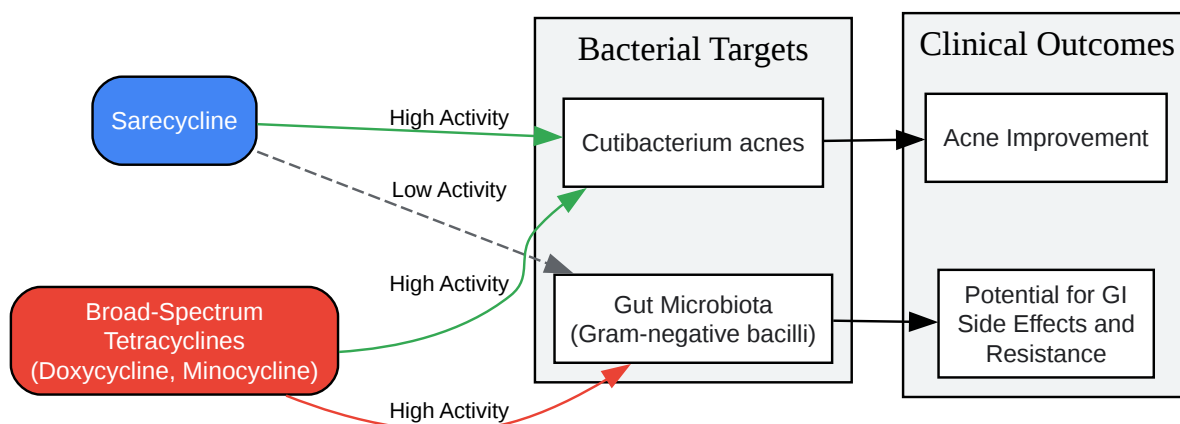 Bacterial Targets
Clinical Outcomes
Sarecycline
High Activity
Cutibacterium acnes
Acne Improvement
Low Activity
High Activity
Broad-Spectrum
Tetracyclines
(Doxycycline, Minocycline)
Gut Microbiota
(Gram-negative bacilli)
Potential for GI
Side Effects and
Resistance
High Activity